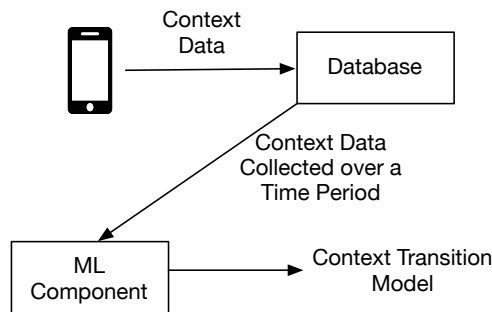 Context
Data
Database
Context Data
Collected over a
Time Period
ML
Component
Context Transition
Model